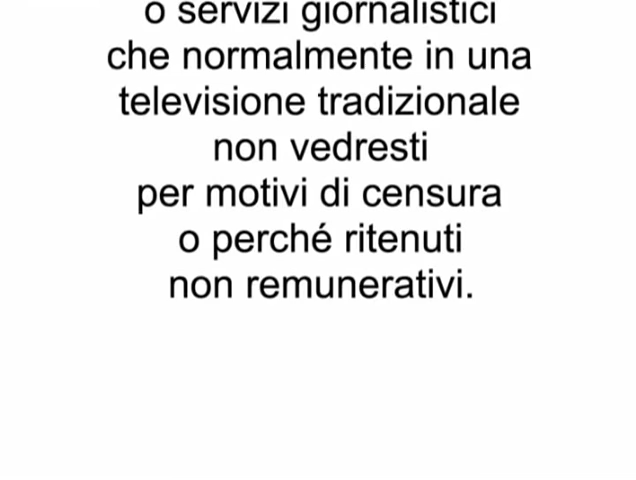 o servizi giornalistici
che normalmente in una
televisione tradizionale
non vedresti
per motivi di censura
o perché ritenuti
non remunerativi.